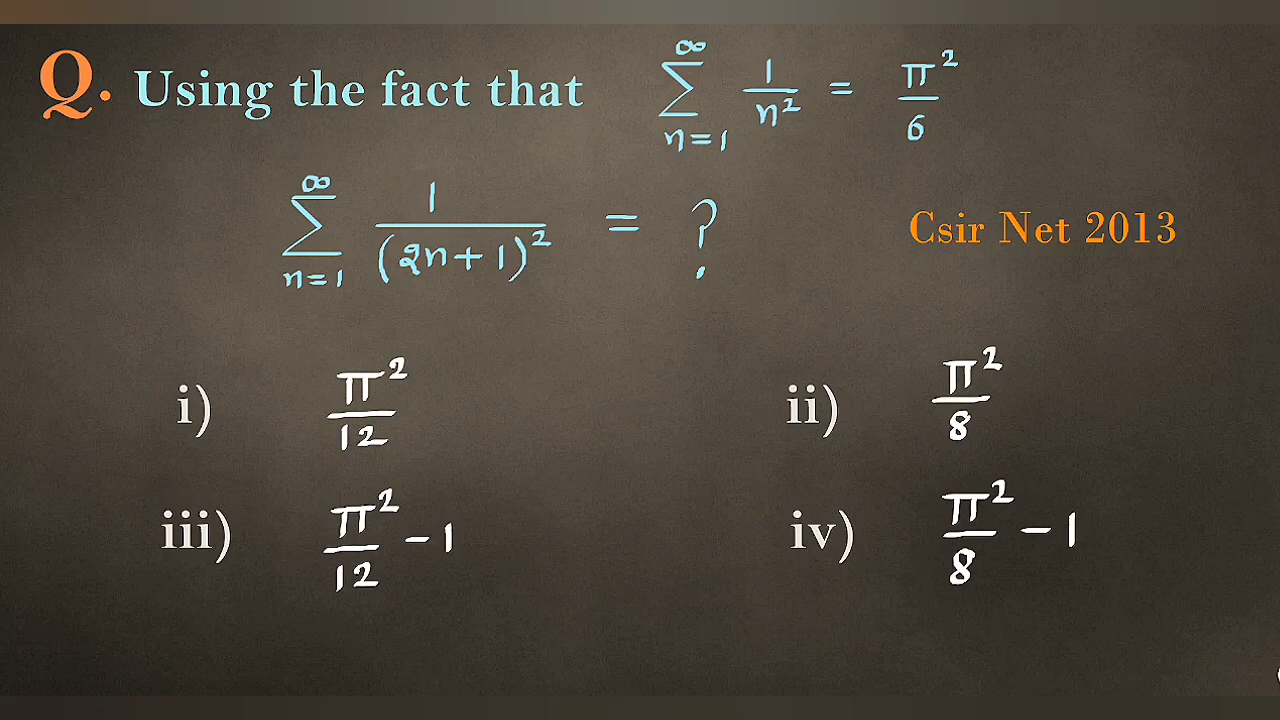 Q. Using the fact that ∞∑n=1 1/n² = π²/6
∞∑n=1 1/(2n+1)² = ?
Csir Net 2013
i) π²/12 ii) π²/8
iii) π²/12 - 1 iv) π²/8 - 1